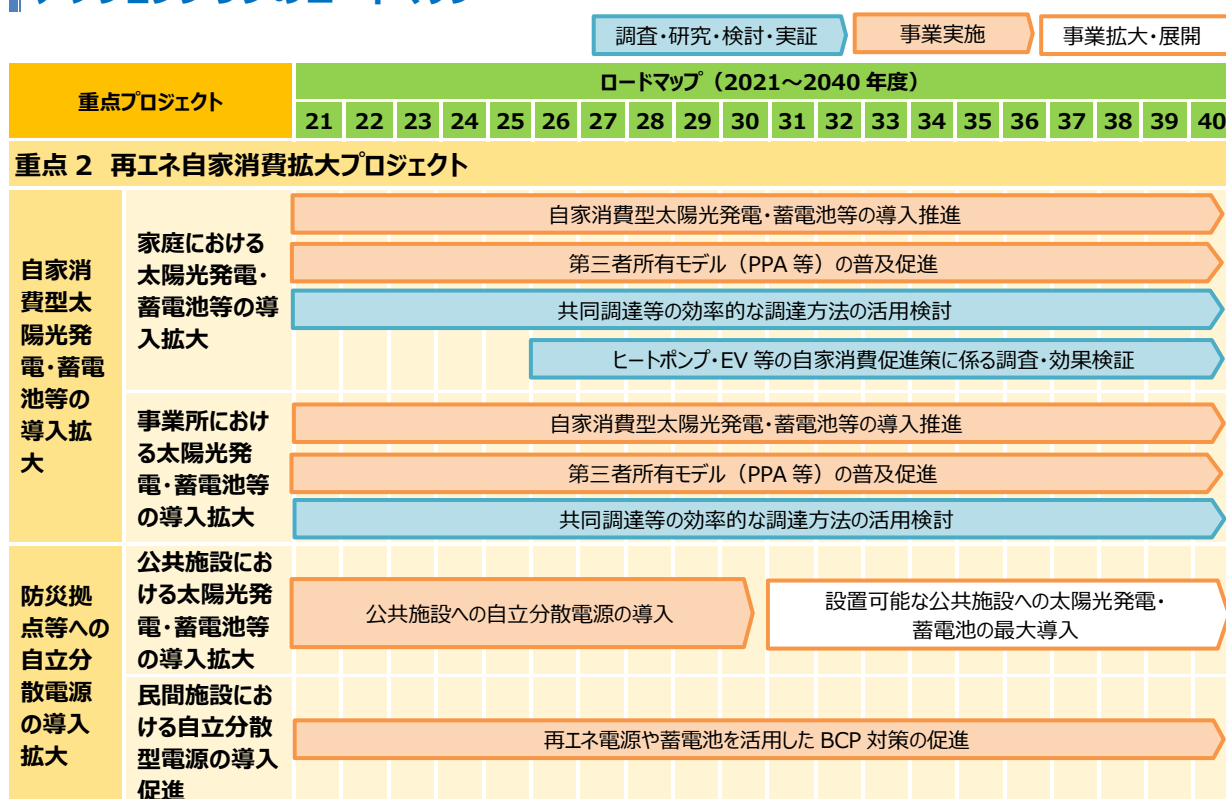 調査・研究・検討・実証
事業実施
事業拡大・展開
重点プロジェクト
ロードマップ（2021～2040 年度）
21 22 23 24 25 26 27 28 29 30 31 32 33 34 35 36 37 38 39 40
重点 2 再エネ自家消費拡大プロジェクト
自家消
費型太
陽光発
電・蓄電
池等の
導入拡
大
家庭における
太陽光発電・
蓄電池等の導
入拡大
自家消費型太陽光発電・蓄電池等の導入推進
第三者所有モデル（PPA 等）の普及促進
共同調達等の効率的な調達方法の活用検討
ヒートポンプ・EV 等の自家消費促進策に係る調査・効果検証
事業所におけ
る太陽光発
電・蓄電池等
の導入拡大
自家消費型太陽光発電・蓄電池等の導入推進
第三者所有モデル（PPA 等）の普及促進
共同調達等の効率的な調達方法の活用検討
防災拠
点等への
自立分
散電源
の導入
拡大
公共施設にお
ける太陽光発
電・蓄電池等
の導入拡大
公共施設への自立分散電源の導入
設置可能な公共施設への太陽光発電・
蓄電池の最大導入
民間施設にお
ける自立分散
型電源の導入
促進
再エネ電源や蓄電池を活用した BCP 対策の促進